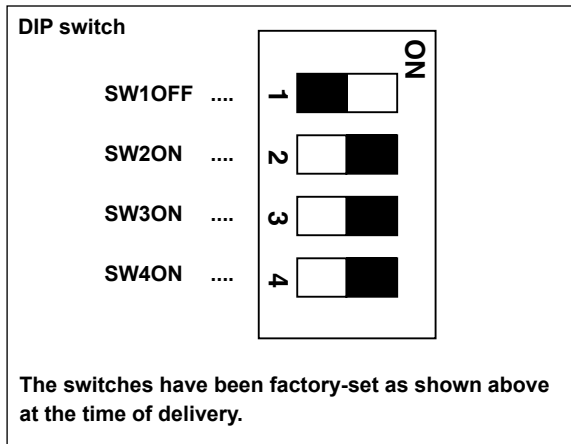 DIP switch
ON
SW1OFF .... 1
SW2ON .... 2
SW3ON .... 3
SW4ON .... 4
The switches have been factory-set as shown above
at the time of delivery.